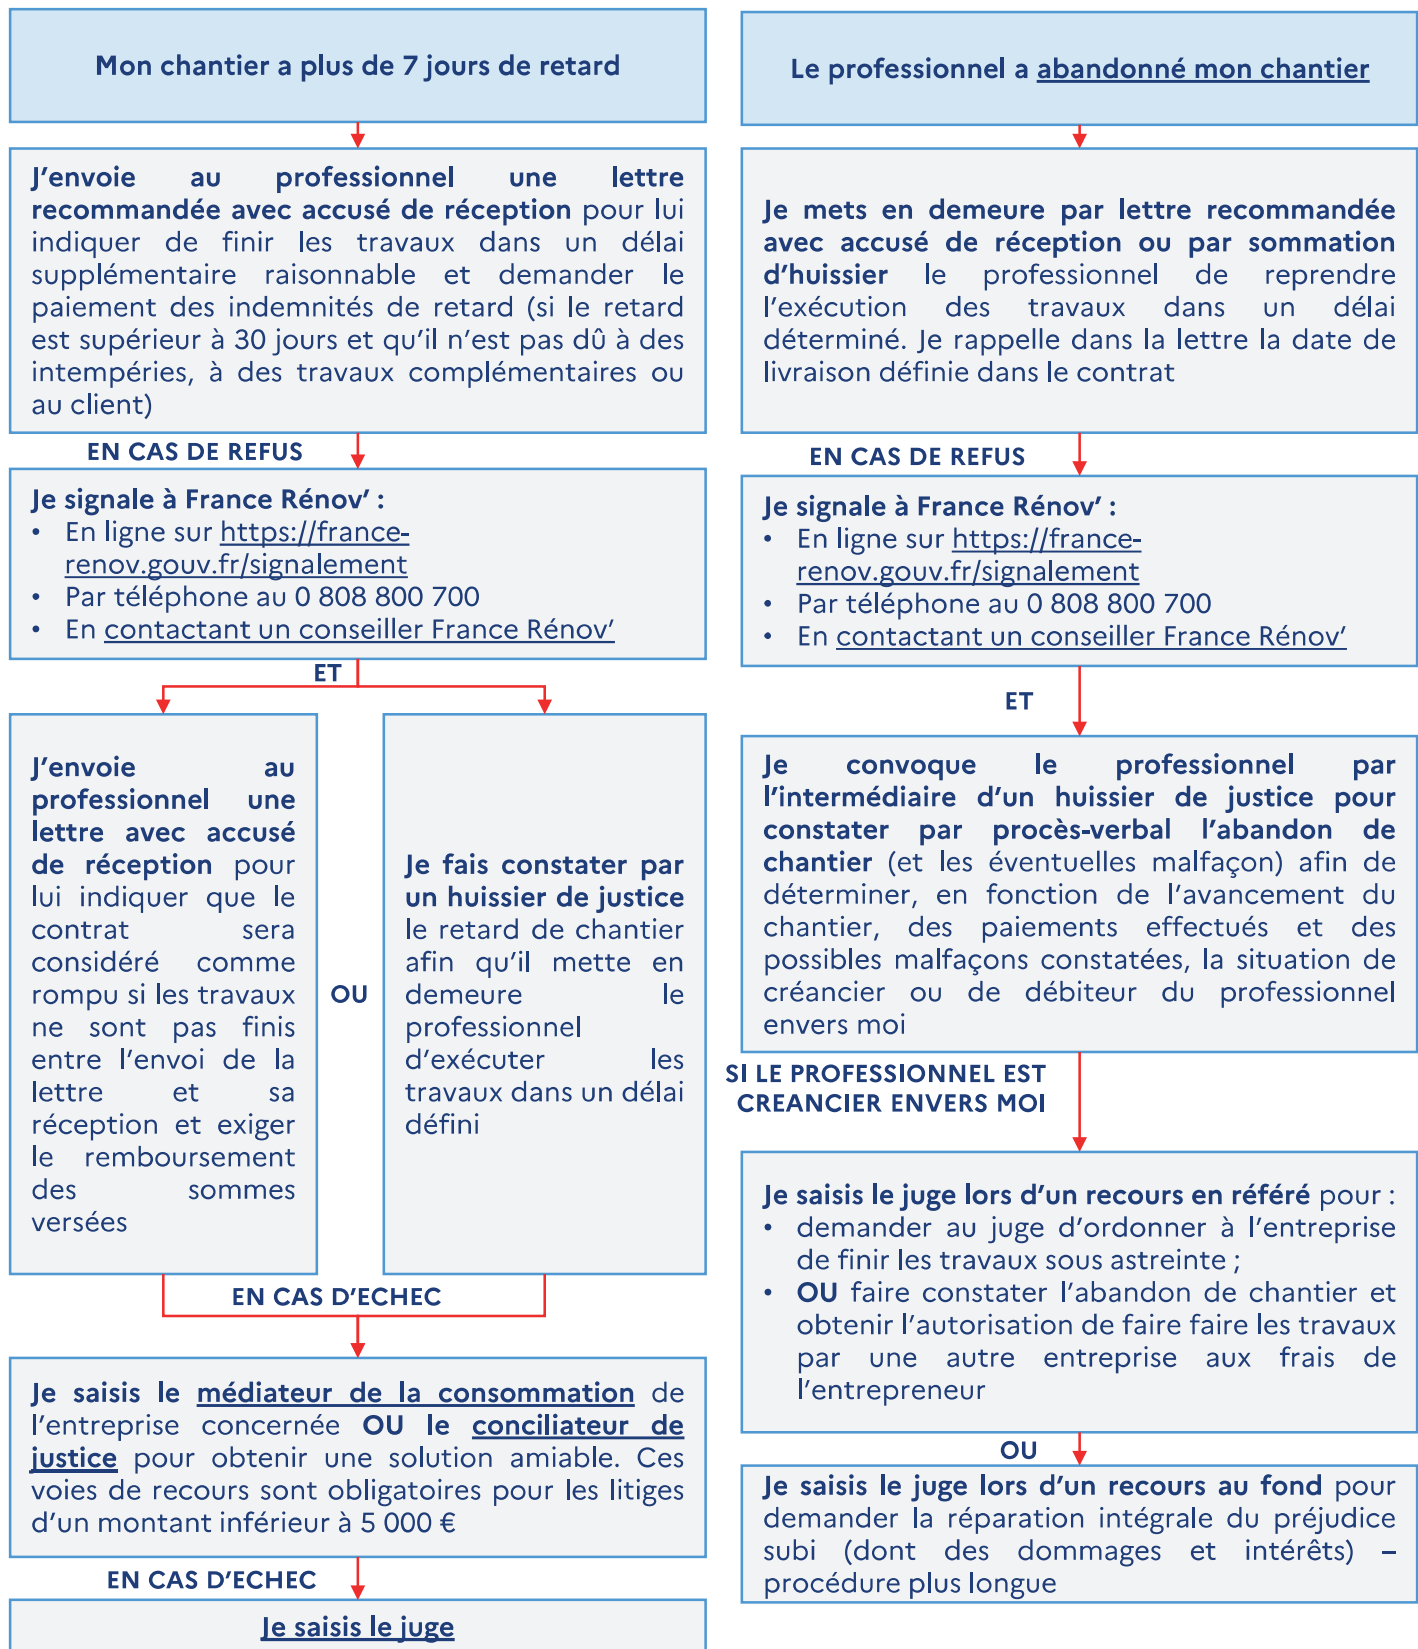 Mon chantier a plus de 7 jours de retard
J'envoie au professionnel une lettre
recommandée avec accusé de réception pour lui
indiquer de finir les travaux dans un délai
supplémentaire raisonnable et demander le
paiement des indemnités de retard (si le retard
est supérieur à 30 jours et qu'il n'est pas dû à des
intempéries, à des travaux complémentaires ou
au client)
EN CAS DE REFUS
Je signale à France Rénov' :
• En ligne sur https://france-
renov.gouv.fr/signalement
• Par téléphone au 0 808 800 700
• En contactant un conseiller France Rénov'
ET
J'envoie au
professionnel une
lettre avec accusé
de réception pour
lui indiquer que le
contrat sera
considéré comme
rompu si les travaux
ne sont pas finis
entre l'envoi de la
lettre et sa
réception et exiger
le remboursement
des sommes
versées
OU
Je fais constater par
un huissier de justice
le retard de chantier
afin qu'il mette en
demeure le
professionnel
d'exécuter les
travaux dans un délai
défini
EN CAS D'ECHEC
Je saisis le médiateur de la consommation de
l'entreprise concernée OU le conciliateur de
justice pour obtenir une solution amiable. Ces
voies de recours sont obligatoires pour les litiges
d'un montant inférieur à 5 000 €
EN CAS D'ECHEC
Je saisis le juge
Le professionnel a abandonné mon chantier
Je mets en demeure par lettre recommandée
avec accusé de réception ou par sommation
d'huissier le professionnel de reprendre
l'exécution des travaux dans un délai
déterminé. Je rappelle dans la lettre la date de
livraison définie dans le contrat
EN CAS DE REFUS
Je signale à France Rénov' :
• En ligne sur https://france-
renov.gouv.fr/signalement
• Par téléphone au 0 808 800 700
• En contactant un conseiller France Rénov'
ET
Je convoque le professionnel par
l'intermédiaire d'un huissier de justice pour
constater par procès-verbal l'abandon de
chantier (et les éventuelles malfaçon) afin de
déterminer, en fonction de l'avancement du
chantier, des paiements effectués et des
possibles malfaçons constatées, la situation de
créancier ou de débiteur du professionnel
envers moi
SI LE PROFESSIONNEL EST
CREANCIER ENVERS MOI
Je saisis le juge lors d'un recours en référé pour :
• demander au juge d'ordonner à l'entreprise
de finir les travaux sous astreinte ;
• OU faire constater l'abandon de chantier et
obtenir l'autorisation de faire faire les travaux
par une autre entreprise aux frais de
l'entrepreneur
OU
Je saisis le juge lors d'un recours au fond pour
demander la réparation intégrale du préjudice
subi (dont des dommages et intérêts) –
procédure plus longue